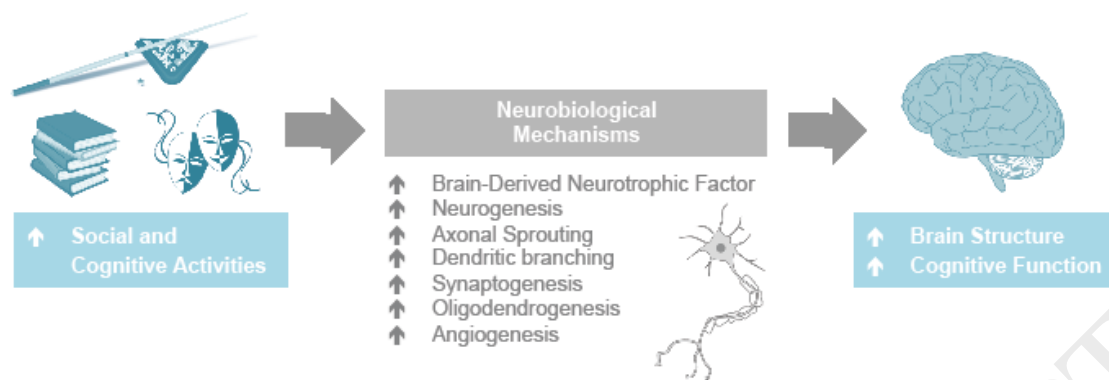 Neurobiological
Mechanisms
Brain-Derived Neurotrophic Factor
Neurogenesis
Axonal Sprouting
Dendritic branching
Synaptogenesis
Oligodendrogenesis
Angiogenesis
Social and
Cognitive Activities
Brain Structure
Cognitive Function